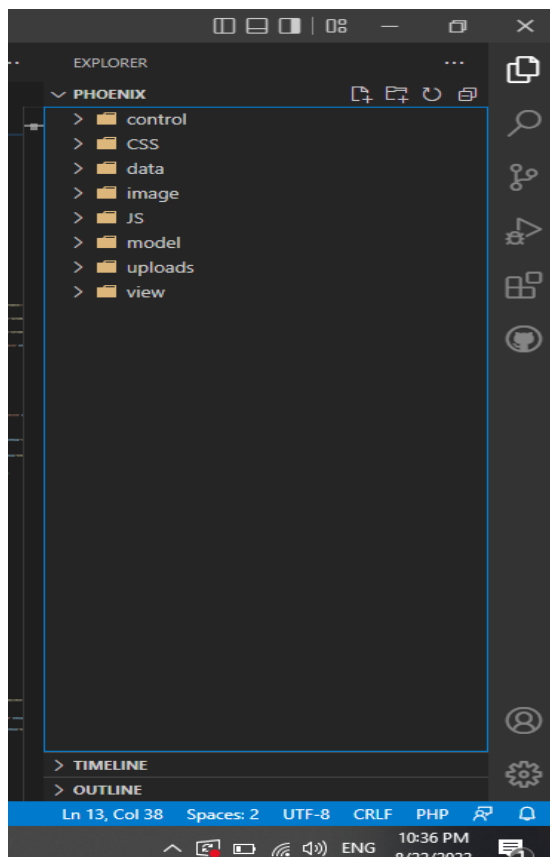 EXPLORER
PHOENIX
control
CSS
data
image
JS
model
uploads
view
TIMELINE
OUTLINE
Ln 13, Col 38 Spaces: 2 UTF-8 CRLF PHP
ENG 10:36 PM
1